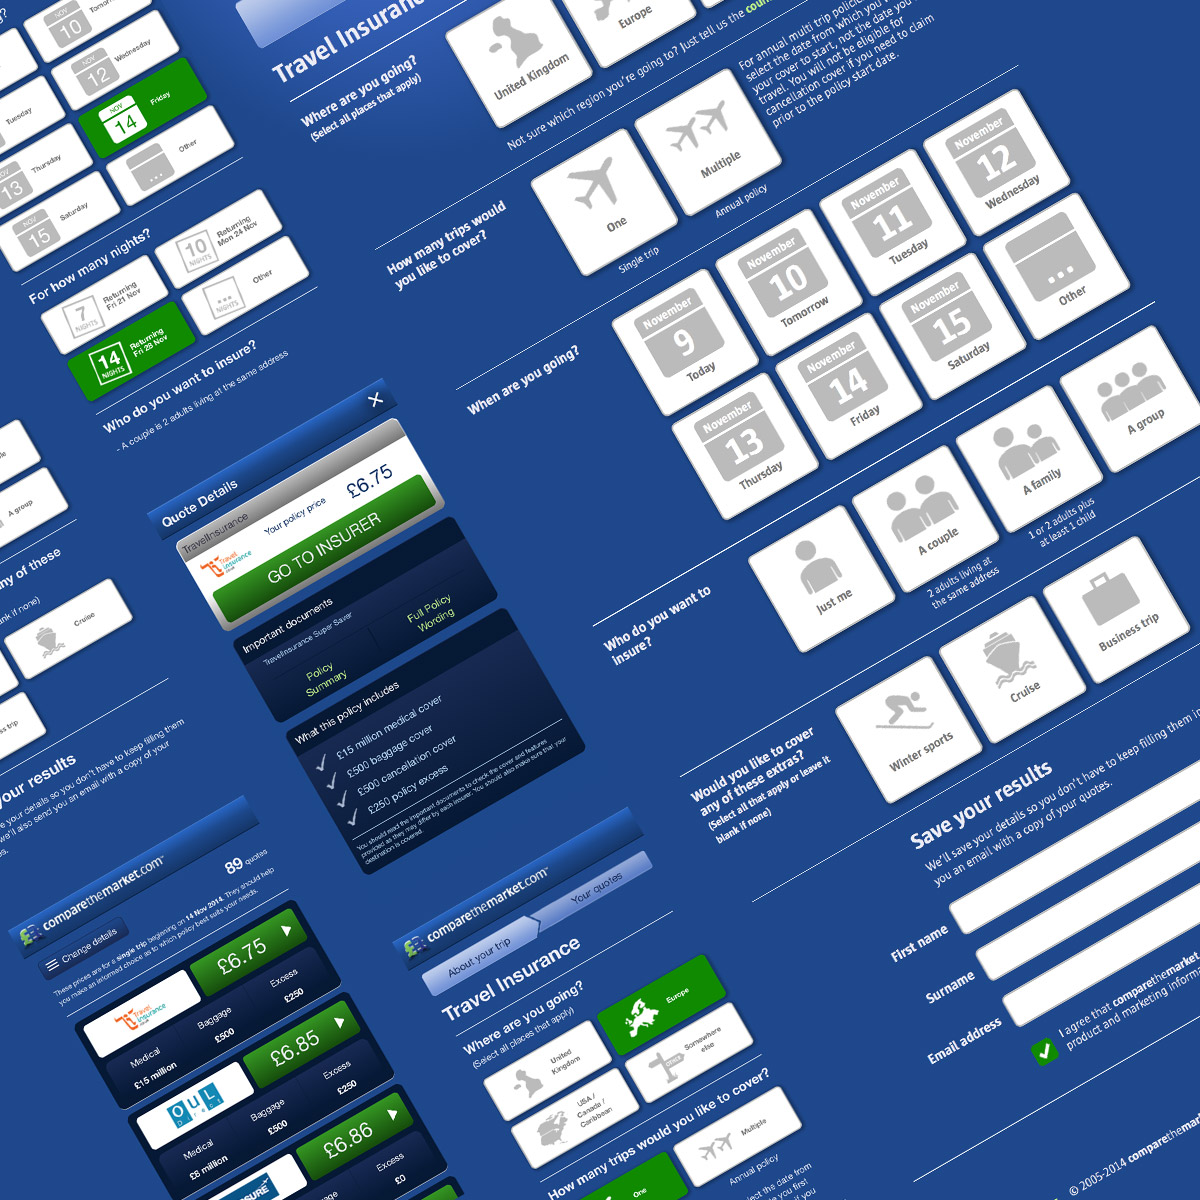 NOV
10
NOV
12
Wednesday
Tuesday
NOV
14
Friday
13
Thursday
...
Other
NOV
15
Saturday
For how many nights?
7
NIGHTS
Returning
Fri 21 Nov
10
NIGHTS
Returning
Mon 24 Nov
14
NIGHTS
Returning
Fri 28 Nov
...
NIGHTS
Other
Who do you want to insure?
- A couple is 2 adults living at the same address
A group
ny of these
nk if none)
Cruise
ss trip
our results
e your details so you don't have to keep filling them
we'll also send you an email with a copy of your
s.
Quote Details
TravelInsurance
Travel
Insurance
.co.uk
Your policy price
£6.75
GO TO INSURER
Important documents
TravelInsurance Super Saver
Policy
Summary
Full Policy
Wording
What this policy includes
£15 million medical cover
£500 baggage cover
£500 cancellation cover
£250 policy excess
You should read the important documents to check the cover and features
provided as they may differ by each insurer. You should also make sure that your
destination is covered.
comparethemarket.com
Change details
89 quotes
These prices are for a single trip beginning on 14 Nov 2014. They should help
you make an informed choice as to which policy best suits your needs.
Travel
Insurance
.co.uk
£6.75
Medical
£15 million
Baggage
£500
Excess
£250
OUL
Direct
£6.85
Medical
£5 million
Baggage
£500
Excess
£250
SURE
£6.86
Excess
£0
comparethemarket.com
About your trip
Your quotes
Travel Insurance
Where are you going?
(Select all places that apply)
United
Kingdom
Europe
USA /
Canada /
Caribbean
OTHER
Somewhere
else
How many trips would you like to cover?
One
Multiple
Annual policy
Travel Insuran
Where are you going?
(Select all places that apply)
United Kingdom
Europe
Not sure which region you're going to? Just tell us the coun
How many trips would
you like to cover?
One
Single trip
Multiple
Annual policy
For annual multi trip policie
select the date from which you w
your cover to start, not the date you
travel. You will not be eligible for
cancellation cover if you need to claim
prior to the policy start date.
When are you going?
November
9
Today
November
10
Tomorrow
November
11
Tuesday
November
12
Wednesday
November
13
Thursday
November
14
Friday
November
15
Saturday
...
Other
Who do you want to
insure?
Just me
A couple
2 adults living at
the same address
A family
1 or 2 adults plus
at least 1 child
A group
Would you like to cover
any of these extras?
(Select all that apply or leave it
blank if none)
Winter sports
Cruise
Business trip
Save your results
We'll save your details so you don't have to keep filling them i
you an email with a copy of your quotes.
First name
Surname
Email address
I agree that comparethemarket.
product and marketing inform
© 2005-2014 comparethema